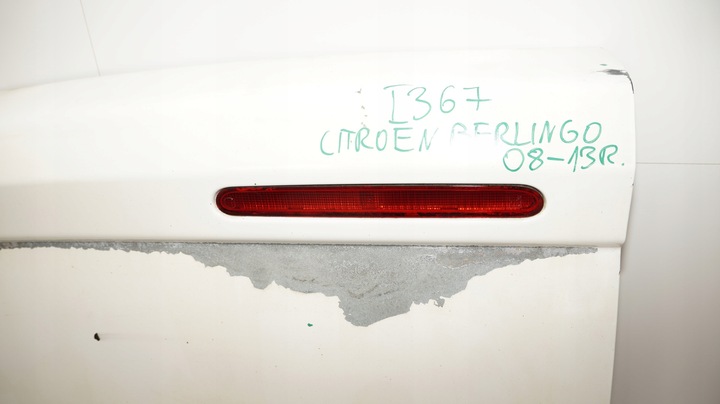 I367
CITROEN BERLINGO
08-13R.